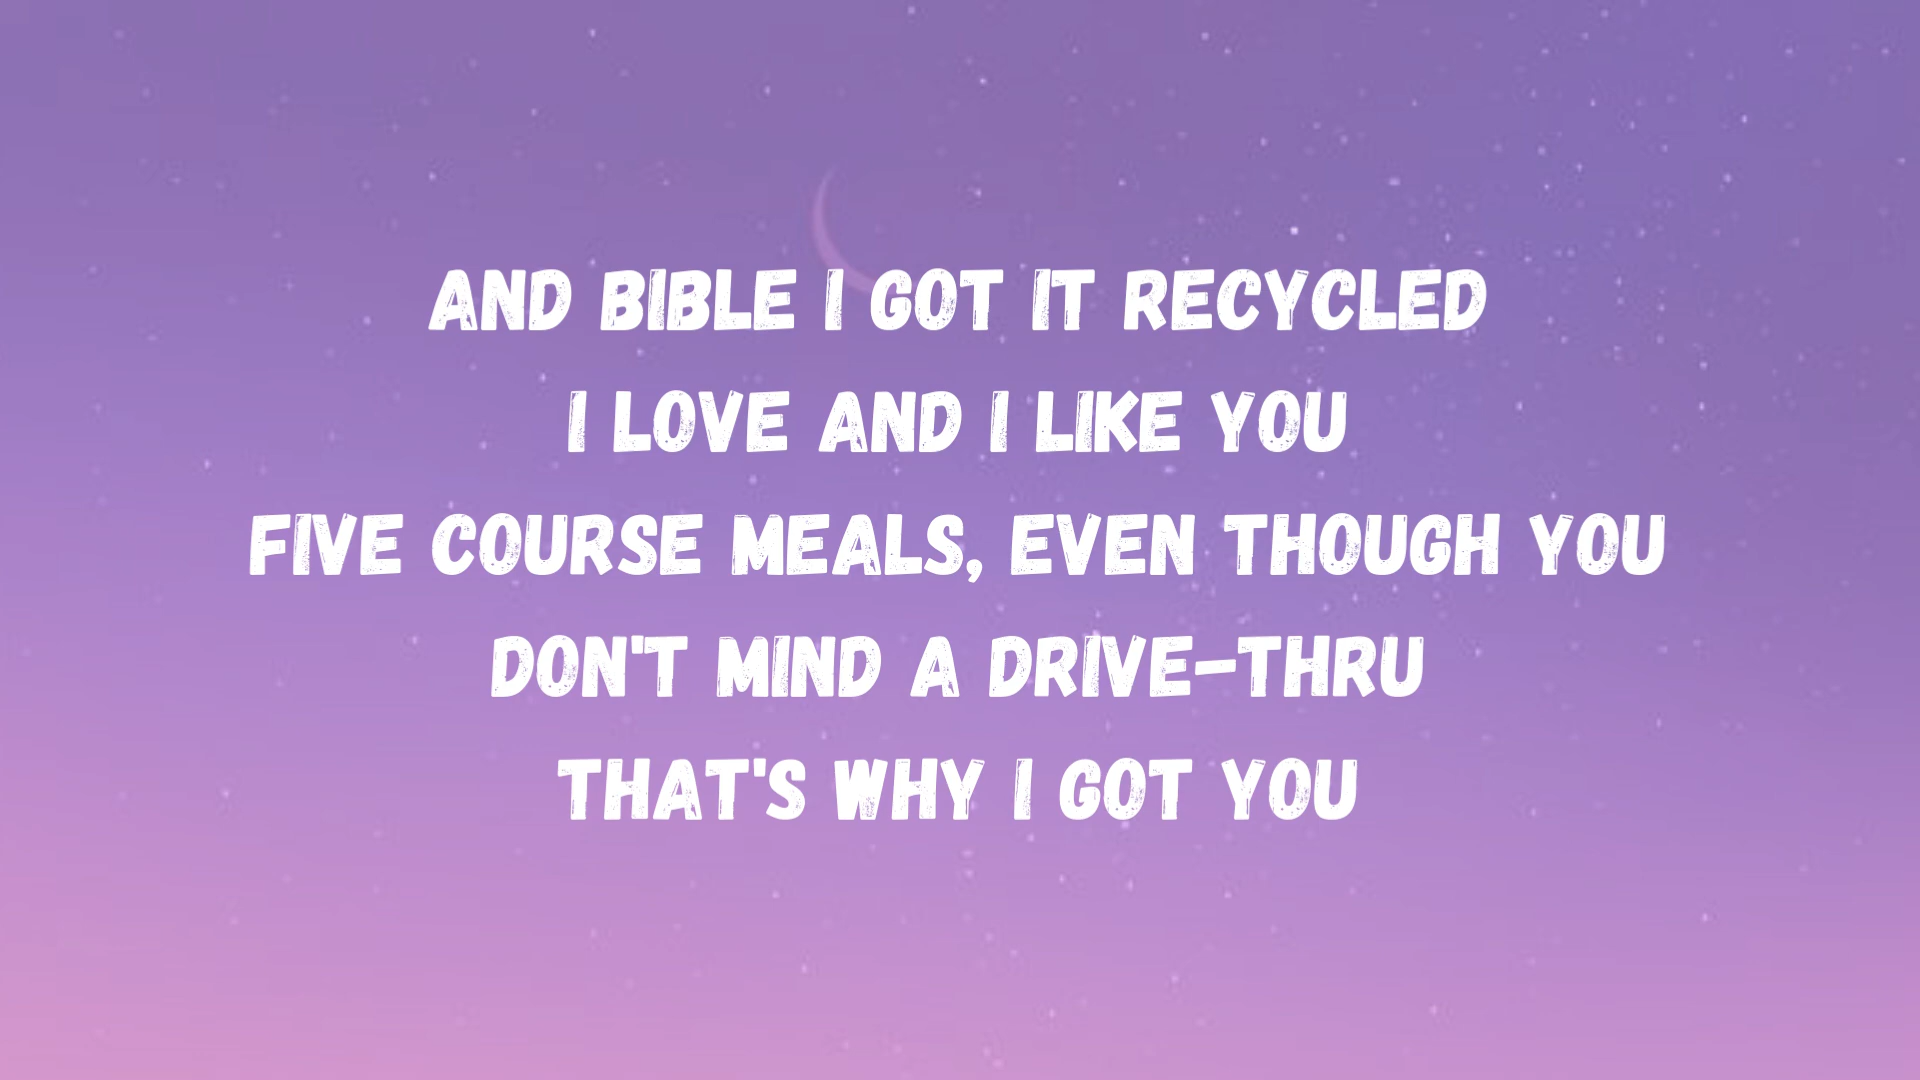 AND BIBLE I GOT IT RECYCLED
I LOVE AND I LIKE YOU
FIVE COURSE MEALS, EVEN THOUGH YOU
DON'T MIND A DRIVE-THRU
THAT'S WHY I GOT YOU